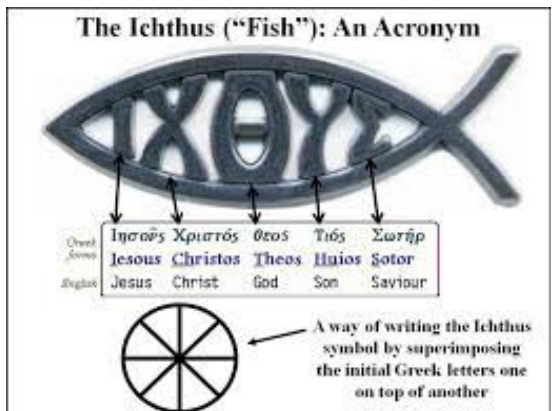 The Ichthus ("Fish"): An Acronym
ΙΧΘΥΣ
Greek forms
Ἰησοῦς Χριστός θεος Υιός Σωτήρ
Jesous Christos Theos Huios Sotor
English Jesus Christ God Son Saviour
A way of writing the Ichthus
symbol by superimposing
the initial Greek letters one
on top of another